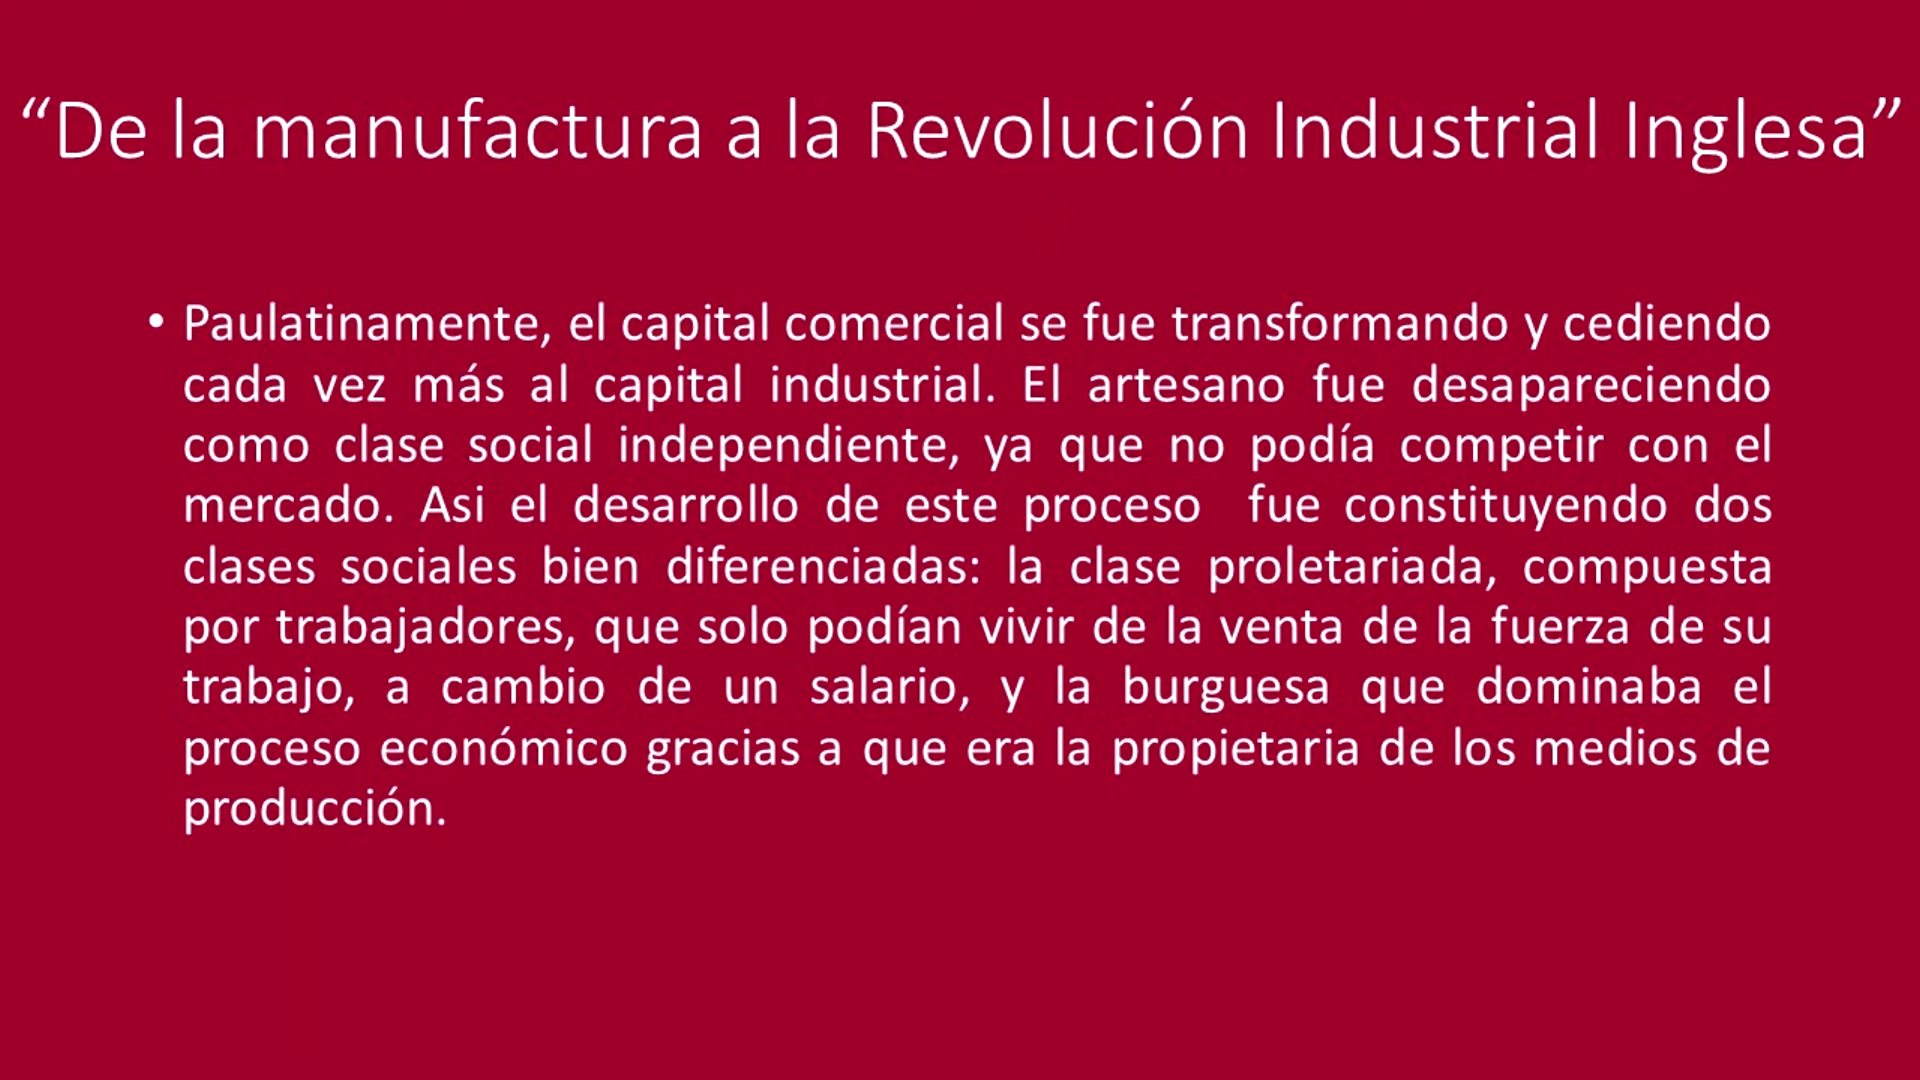 “De la manufactura a la Revolución Industrial Inglesa”
• Paulatinamente, el capital comercial se fue transformando y cediendo
cada vez más al capital industrial. El artesano fue desapareciendo
como clase social independiente, ya que no podía competir con el
mercado. Asi el desarrollo de este proceso  fue constituyendo dos
clases sociales bien diferenciadas: la clase proletariada, compuesta
por trabajadores, que solo podían vivir de la venta de la fuerza de su
trabajo, a cambio de un salario, y la burguesa que dominaba el
proceso económico gracias a que era la propietaria de los medios de
producción.